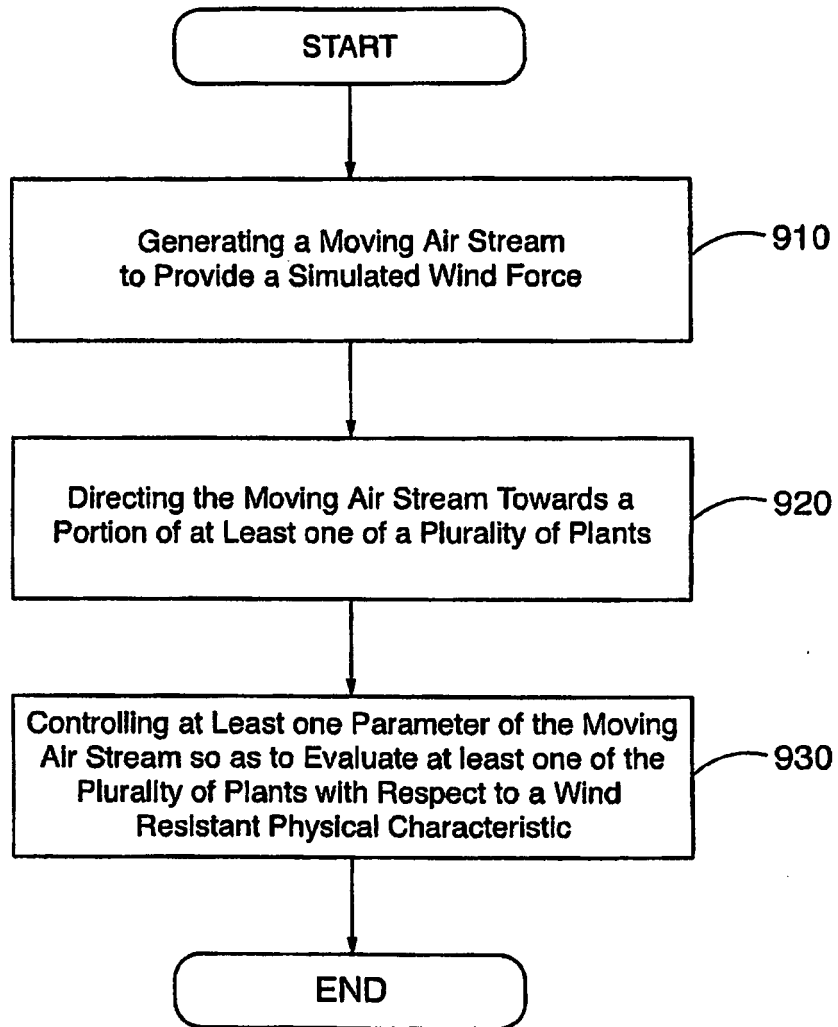 START
Generating a Moving Air Stream
to Provide a Simulated Wind Force
910
Directing the Moving Air Stream Towards a
Portion of at Least one of a Plurality of Plants
920
Controlling at Least one Parameter of the Moving
Air Stream so as to Evaluate at least one of the
Plurality of Plants with Respect to a Wind
Resistant Physical Characteristic
930
END